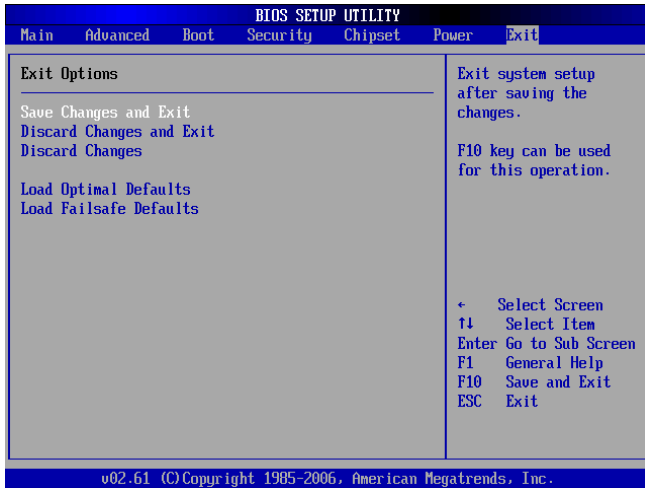 BIOS SETUP UTILITY
Main Advanced Boot Security Chipset Power Exit
Exit Options
Save Changes and Exit
Discard Changes and Exit
Discard Changes
Load Optimal Defaults
Load Failsafe Defaults
Exit system setup
after saving the
changes.
F10 key can be used
for this operation.
← Select Screen
↑↓ Select Item
Enter Go to Sub Screen
F1 General Help
F10 Save and Exit
ESC Exit
v02.61 (C)Copyright 1985-2006, American Megatrends, Inc.